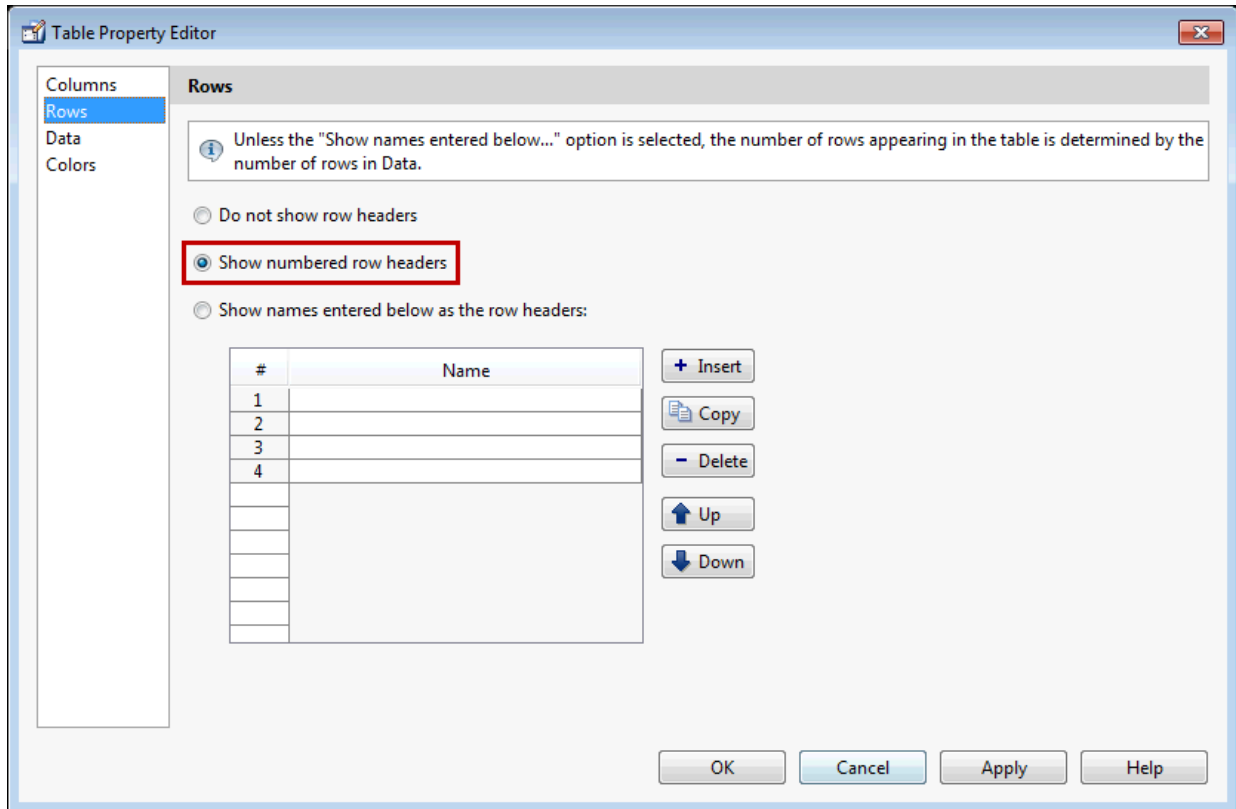 Table Property Editor
Columns
Rows
Data
Colors
Rows
Unless the "Show names entered below..." option is selected, the number of rows appearing in the table is determined by the
number of rows in Data.
Do not show row headers
Show numbered row headers
Show names entered below as the row headers:
# Name
1
2
3
4
+ Insert
Copy
- Delete
Up
Down
OK Cancel Apply Help